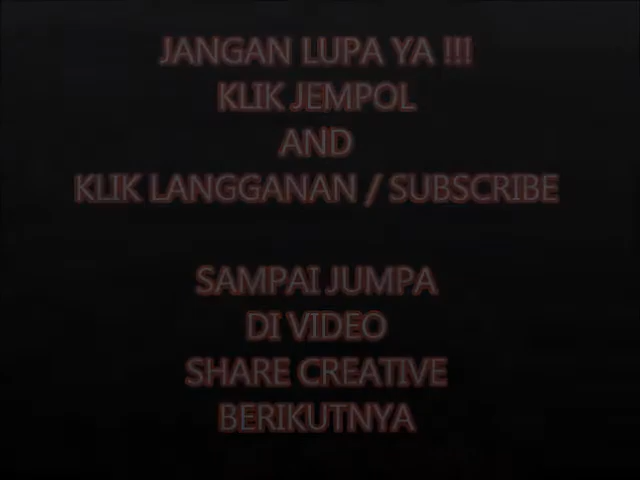 JANGAN LUPA YA !!!
KLIK JEMPOL
AND
KLIK LANGGANAN / SUBSCRIBE
SAMPAI JUMPA
DI VIDEO
SHARE CREATIVE
BERIKUTNYA